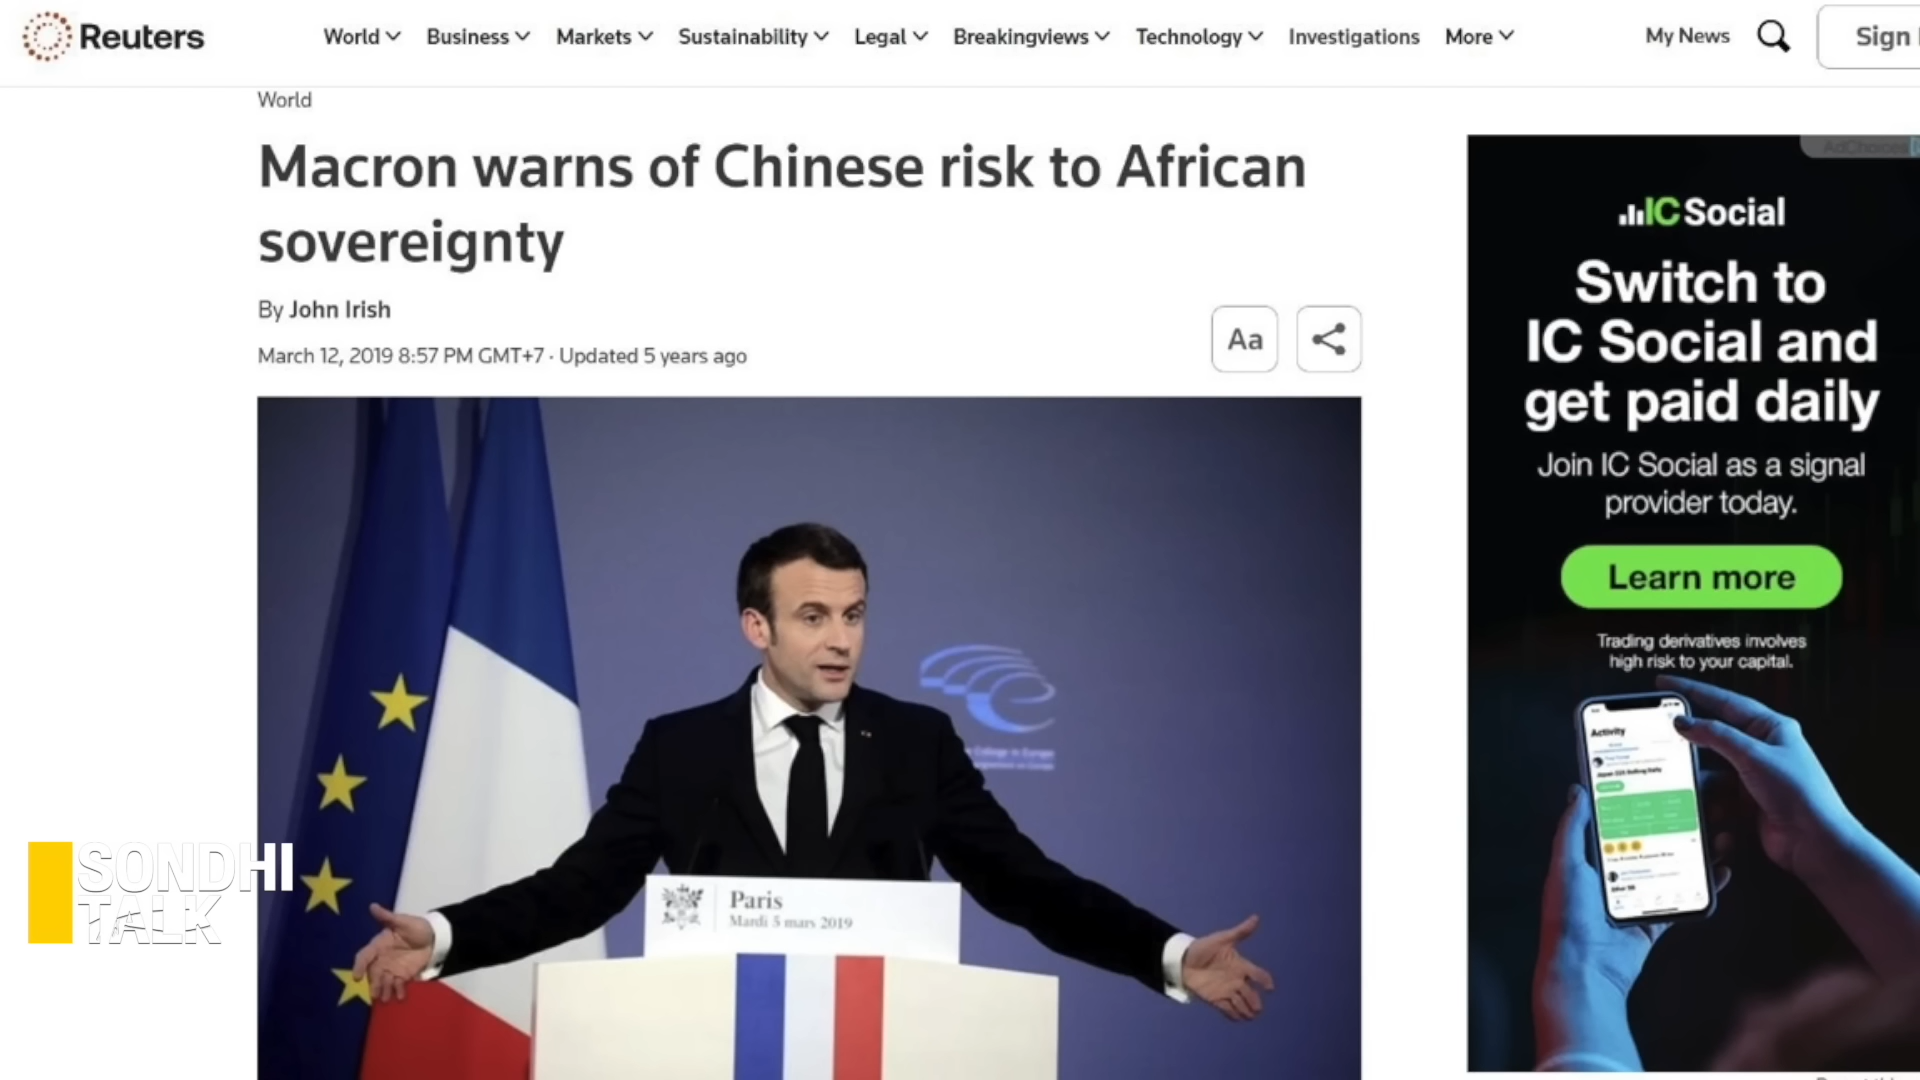 Reuters
World
Business
Markets
Sustainability
Legal
Breakingviews
Technology
Investigations
More
My News
Sign
World
Macron warns of Chinese risk to African
sovereignty
By John Irish
March 12, 2019 8:57 PM GMT+7 · Updated 5 years ago
Aa
Paris
Mardi 5 mars 2019
SONDHI
TALK
AdChoices
IC Social
Switch to
IC Social and
get paid daily
Join IC Social as a signal
provider today.
Learn more
Trading derivatives involves
high risk to your capital.
Activity